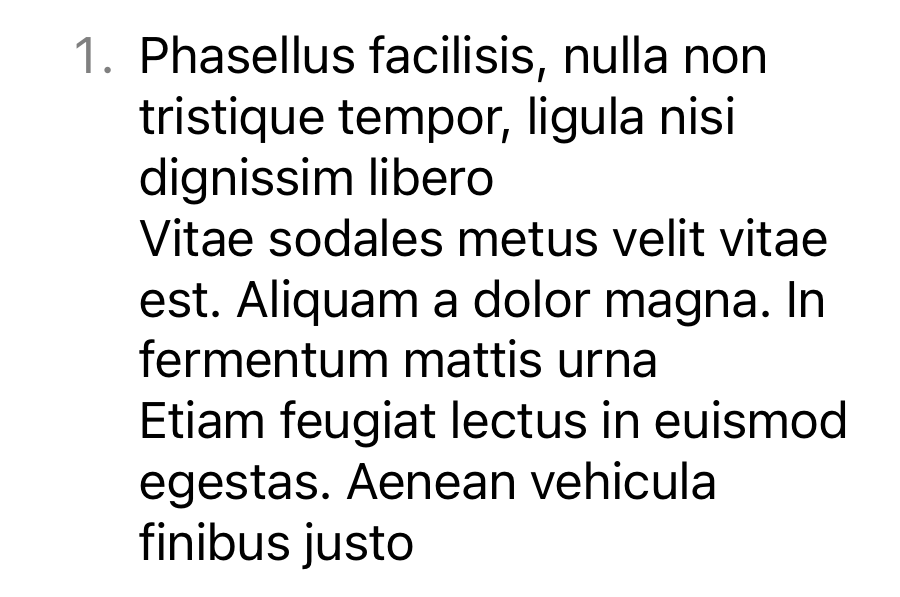 1. Phasellus facilisis, nulla non
tristique tempor, ligula nisi
dignissim libero
Vitae sodales metus velit vitae
est. Aliquam a dolor magna. In
fermentum mattis urna
Etiam feugiat lectus in euismod
egestas. Aenean vehicula
finibus justo